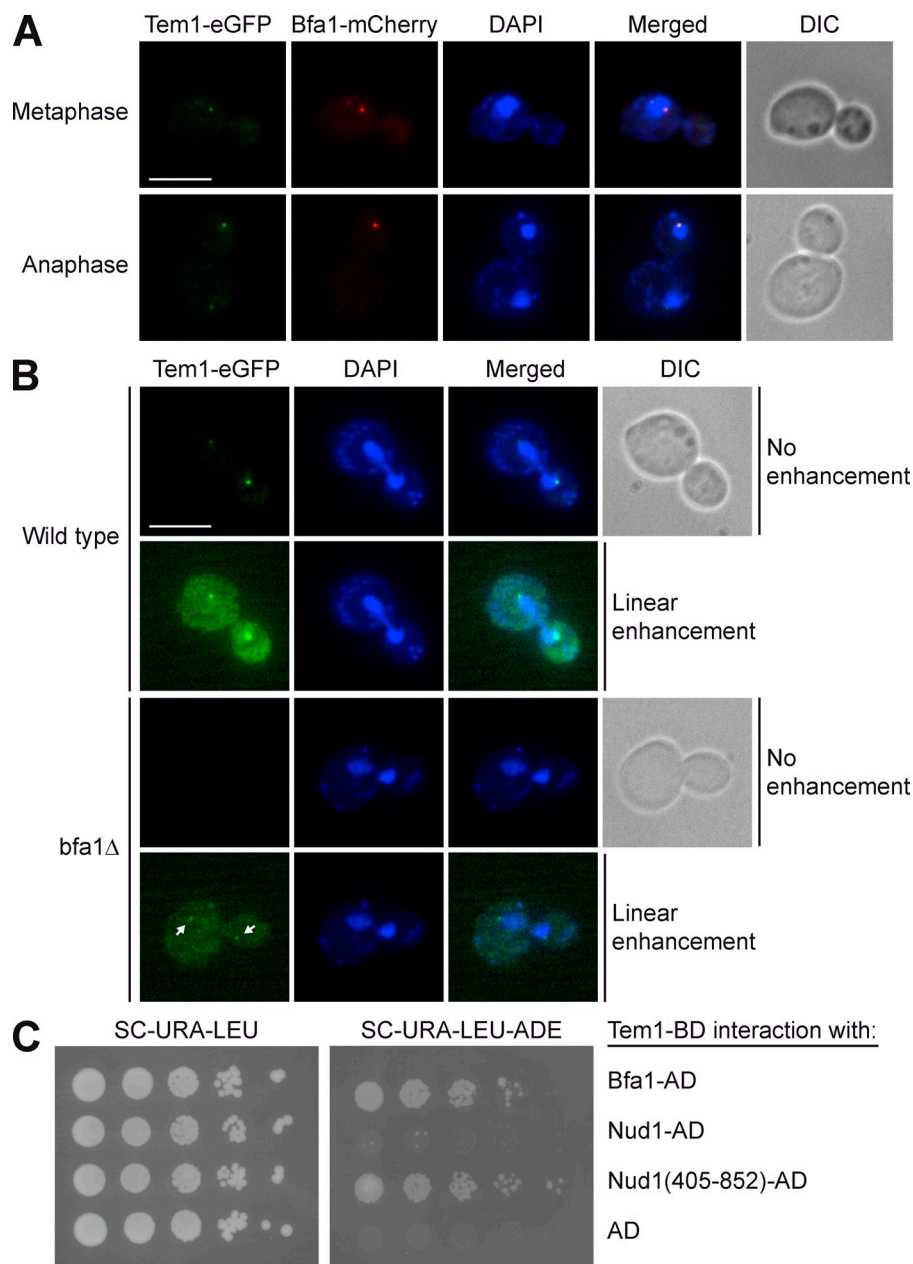 A
Tem1-eGFP Bfa1-mCherry DAPI Merged DIC
Metaphase
Anaphase
B
Tem1-eGFP DAPI Merged DIC
No
enhancement
Wild type
Linear
enhancement
No
enhancement
bfa1Δ
Linear
enhancement
C
SC-URA-LEU SC-URA-LEU-ADE Tem1-BD interaction with:
Bfa1-AD
Nud1-AD
Nud1(405-852)-AD
AD